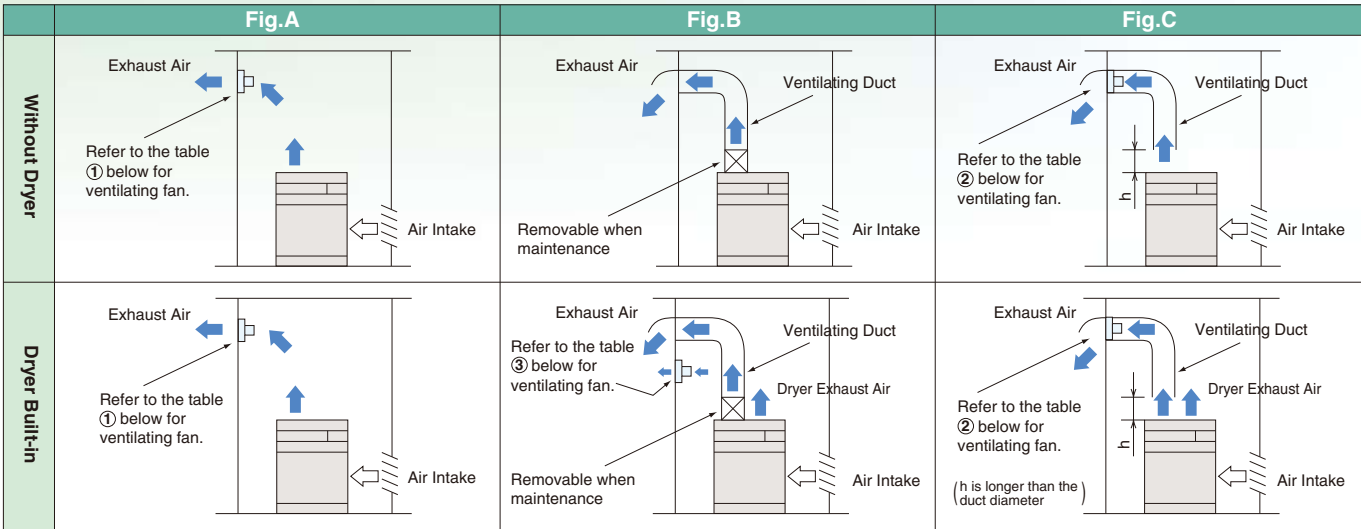 Fig.A
Fig.B
Fig.C
Without Dryer
Exhaust Air
Refer to the table
① below for
ventilating fan.
Air Intake
Exhaust Air
Ventilating Duct
Removable when
maintenance
Air Intake
Exhaust Air
Ventilating Duct
Refer to the table
② below for
ventilating fan.
h
Air Intake
Dryer Built-in
Exhaust Air
Refer to the table
① below for
ventilating fan.
Air Intake
Exhaust Air
Refer to the table
③ below for
ventilating fan.
Ventilating Duct
Dryer Exhaust Air
Removable when
maintenance
Air Intake
Exhaust Air
Ventilating Duct
Dryer Exhaust Air
Refer to the table
② below for
ventilating fan.
h
(h is longer than the
duct diameter)
Air Intake